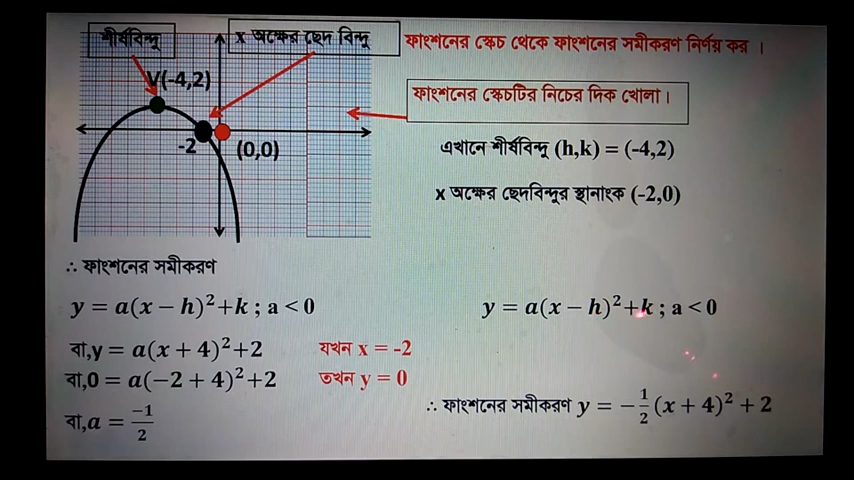 শীর্ষবিন্দু
x অক্ষের ছেদ বিন্দু
ফাংশনের স্কেচ থেকে ফাংশনের সমীকরণ নির্ণয় কর ।
V(-4,2)
ফাংশনের স্কেচটির নিচের দিক খোলা ।
-2
(0,0)
এখানে শীর্ষবিন্দু (h,k) = (-4,2)
x অক্ষের ছেদবিন্দুর স্থানাংক (-2,0)
∴ ফাংশনের সমীকরণ
y = a(x − h)²+k ; a < 0
y = a(x − h)²+k ; a < 0
বা,y = a(x + 4)²+2
যখন x = -2
বা,0 = a(−2 + 4)²+2
তখন y = 0
বা,a = −1/2
∴ ফাংশনের সমীকরণ y = −1/2(x + 4)² + 2